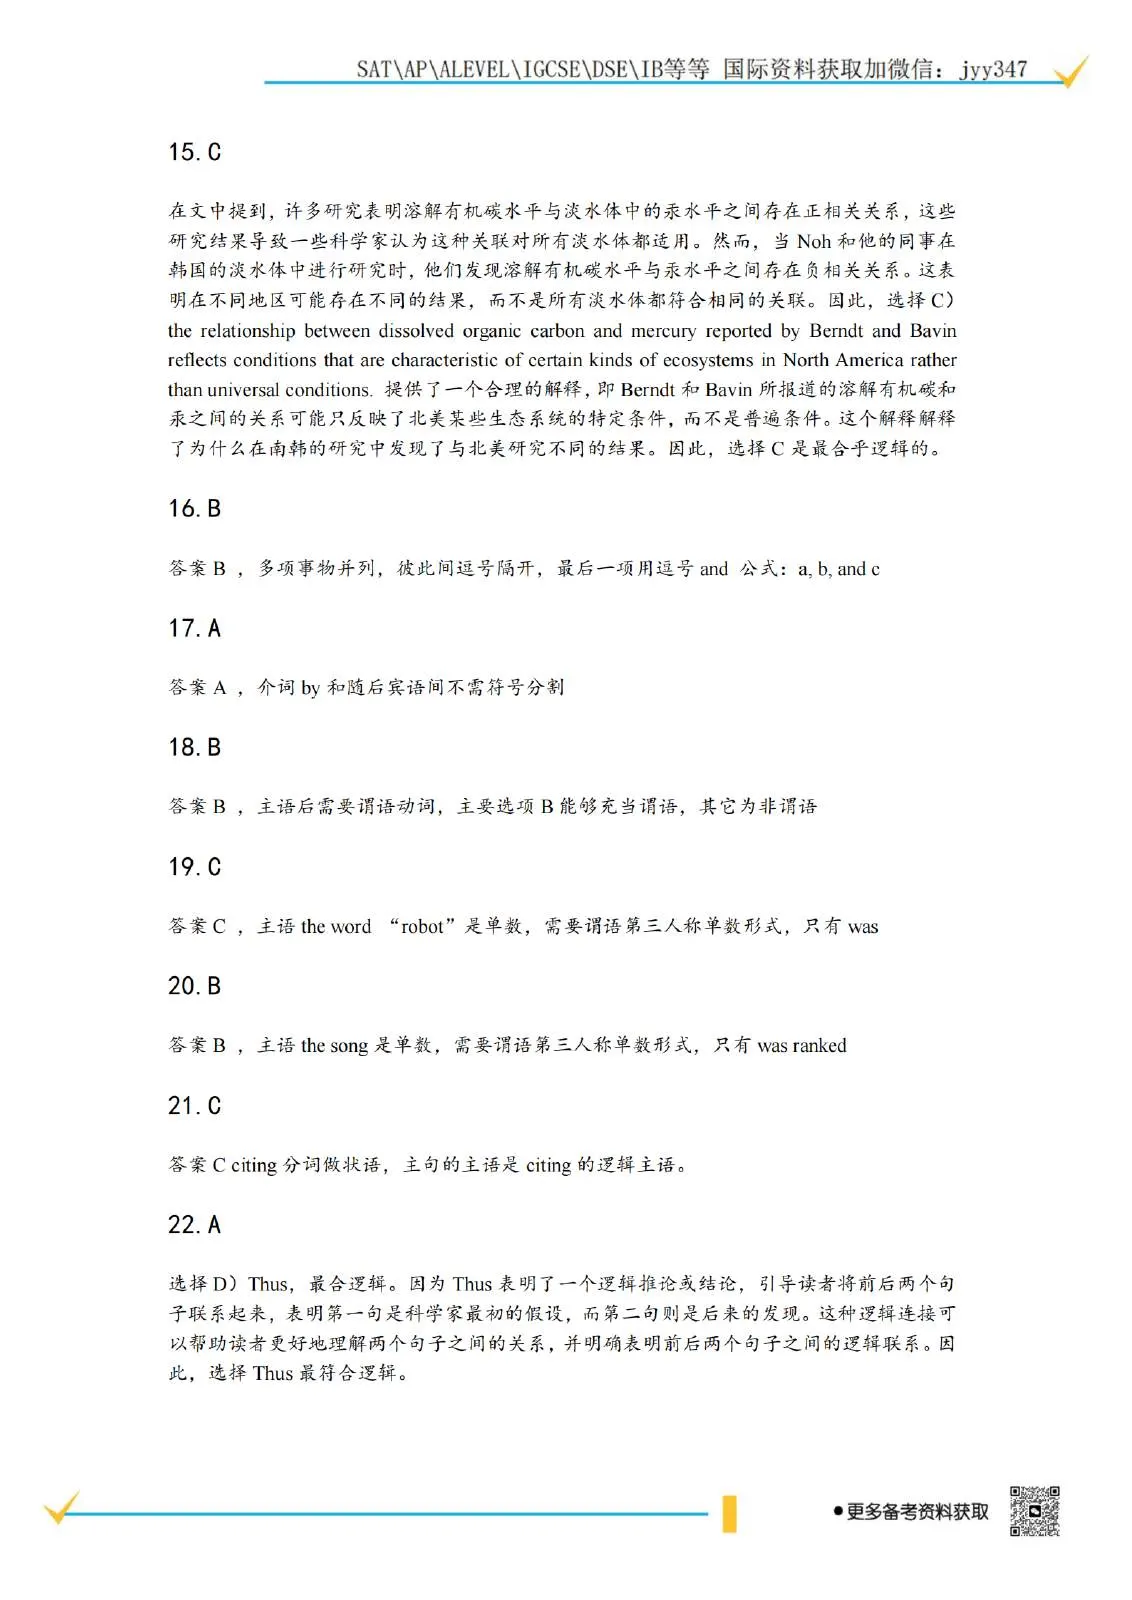 SAT\AP\ALEVEL\IGCSE\DSE\IB等等 国际资料获取加微信：jyy347
15. C
在文中提到，许多研究表明溶解有机碳水平与淡水体中的汞水平之间存在正相关关系，这些
研究结果导致一些科学家认为这种关联对所有淡水体都适用。然而，当 Noh 和他的同事在
韩国的淡水体中进行研究时，他们发现溶解有机碳水平与汞水平之间存在负相关关系。这表
明在不同地区可能存在不同的结果，而不是所有淡水体都符合相同的关联。因此，选择 C）
the relationship between dissolved organic carbon and mercury reported by Berndt and Bavin
reflects conditions that are characteristic of certain kinds of ecosystems in North America rather
than universal conditions. 提供了一个合理的解释，即 Berndt 和 Bavin 所报道的溶解有机碳和
汞之间的关系可能只反映了北美某些生态系统的特定条件，而不是普遍条件。这个解释解释
了为什么在南韩的研究中发现了与北美研究不同的结果。因此，选择 C 是最合乎逻辑的。
16. B
答案 B ，多项事物并列，彼此间逗号隔开，最后一项用逗号 and 公式：a, b, and c
17. A
答案 A ，介词 by 和随后宾语间不需符号分割
18. B
答案 B ，主语后需要谓语动词，主要选项 B 能够充当谓语，其它为非谓语
19. C
答案 C ，主语 the word “robot”是单数，需要谓语第三人称单数形式，只有 was
20. B
答案 B ，主语 the song 是单数，需要谓语第三人称单数形式，只有 was ranked
21. C
答案 C citing 分词做状语，主句的主语是 citing 的逻辑主语。
22. A
选择 D）Thus，最合逻辑。因为 Thus 表明了一个逻辑推论或结论，引导读者将前后两个句
子联系起来，表明第一句是科学家最初的假设，而第二句则是后来的发现。这种逻辑连接可
以帮助读者更好地理解两个句子之间的关系，并明确表明前后两个句子之间的逻辑联系。因
此，选择 Thus 最符合逻辑。
●更多备考资料获取